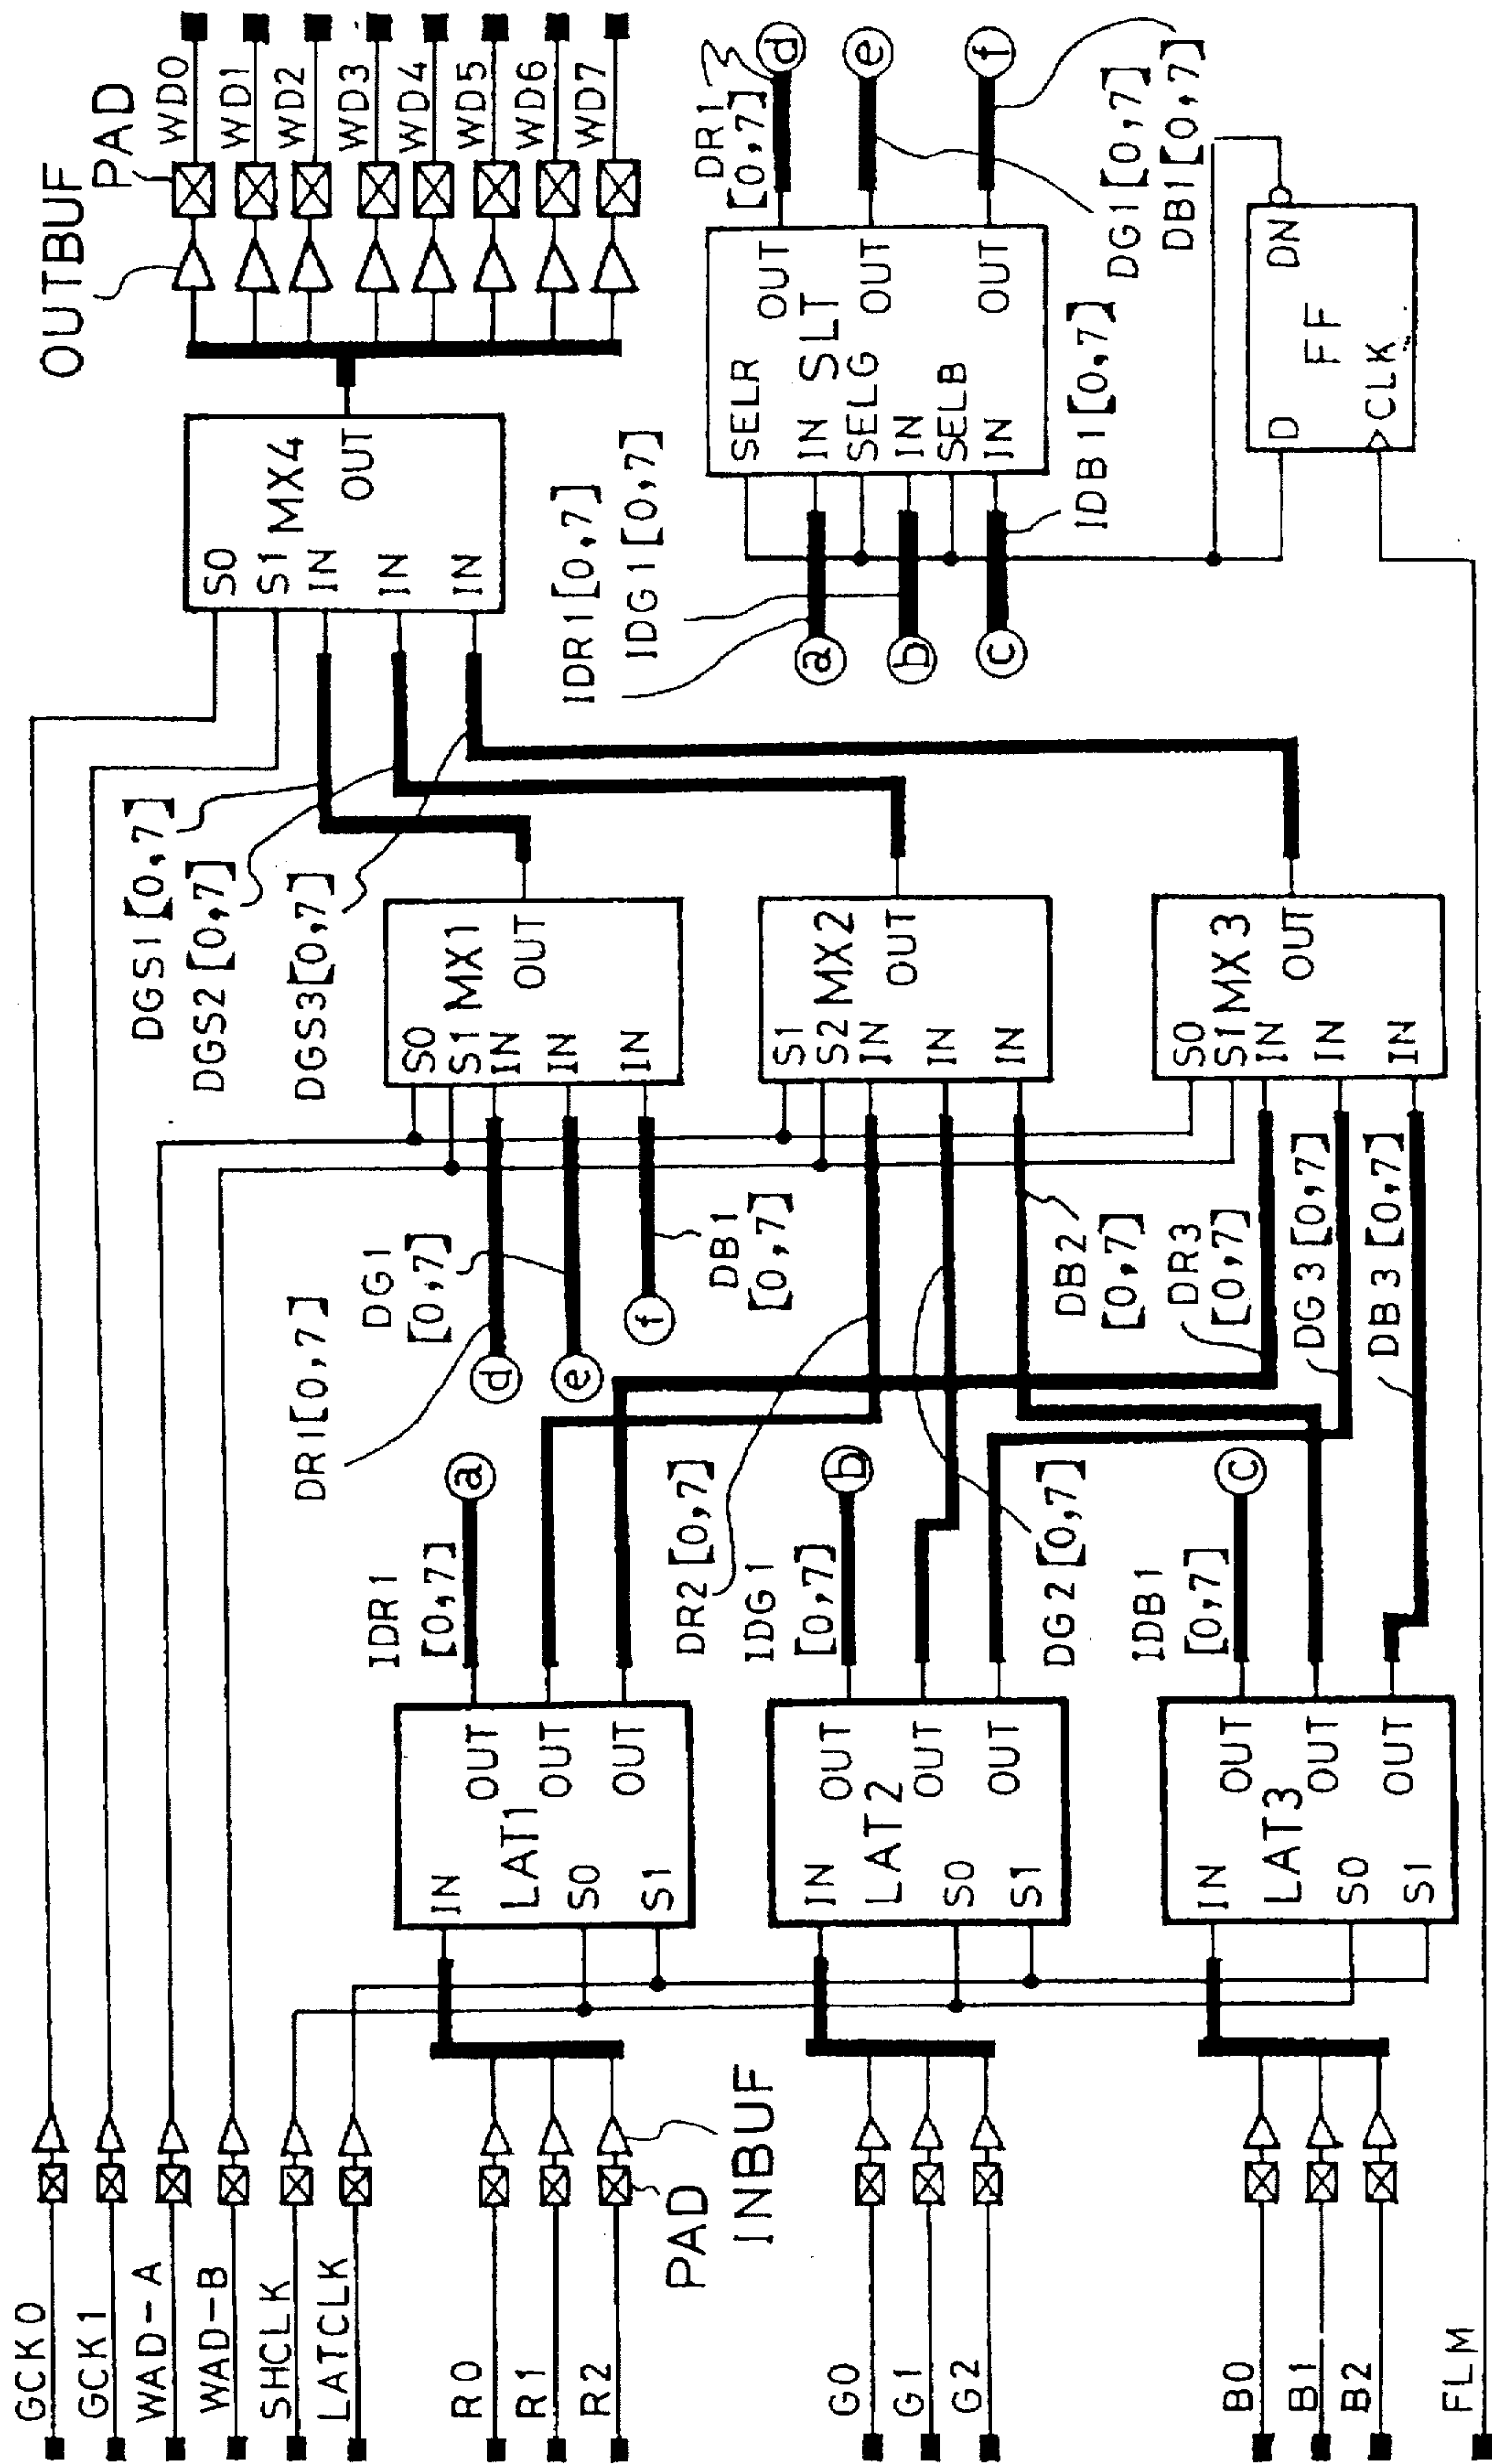 GCK0
GCK1
WAD-A
WAD-B
SHCLK
LATCLK
R0
R1
R2
PAD
INBUF
G0
G1
G2
B0
B1
B2
FLM
IN
LAT1
S0
S1
OUT
OUT
OUT
IN
LAT2
S0
S1
OUT
OUT
OUT
IN
LAT3
S0
S1
OUT
OUT
OUT
IDR1
[0,7]
a
DR2[0,7]
IDG1
[0,7]
b
DG2[0,7]
IDB1
[0,7]
c
DR1[0,7]
DG1
[0,7]
d
e
f
DB1
[0,7]
DB2
[0,7]
DR3
[0,7]
DG3[0,7]
DB3[0,7]
S0
S1
MX1
IN
IN
IN
OUT
S1
S2
MX2
IN
IN
IN
OUT
S0
S1
MX3
IN
IN
IN
OUT
DGS1[0,7]
DGS2[0,7]
DGS3[0,7]
S0
S1
MX4
IN
IN
IN
OUT
OUTBUF
PAD
WD0
WD1
WD2
WD3
WD4
WD5
WD6
WD7
IDR1[0,7]
IDG1[0,7]
a
b
c
IDB1[0,7]
SELR
IN
SLT
SELG
IN
SELB
IN
OUT
OUT
OUT
DR1
[0,7]
d
e
f
DG1[0,7]
DB1[0,7]
D
DN
FF
CLK